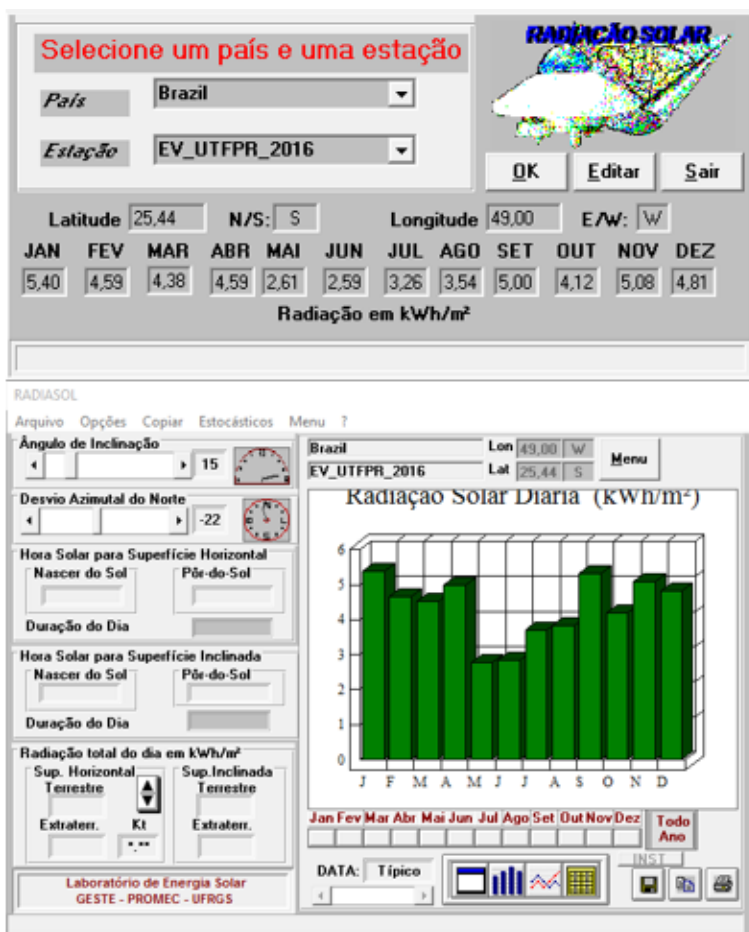 Selecione um país e uma estação
RADIAÇÃO SOLAR
País Brazil
Estação EV_UTFPR_2016
OK Editar Sair
Latitude 25,44 N/S: S Longitude 49,00 E/W: W
JAN FEV MAR ABR MAI JUN JUL AGO SET OUT NOV DEZ
5,40 4,59 4,38 4,59 2,61 2,59 3,26 3,54 5,00 4,12 5,08 4,81
Radiação em kWh/m²
RADIASOL
Arquivo Opções Copiar Estocásticos Menu ?
Ângulo de Inclinação
15
Desvio Azimutal do Norte
-22
Hora Solar para Superfície Horizontal
Nascer do Sol Pôr-do-Sol
Duração do Dia
Hora Solar para Superfície Inclinada
Nascer do Sol Pôr-do-Sol
Duração do Dia
Radiação total do dia em kWh/m²
Sup. Horizontal Sup.Inclinada
Terrestre Terrestre
Extraterr. Kt Extraterr.
*.**
Laboratório de Energia Solar
GESTE - PROMEC - UFRGS
Brazil Lon 49,00 W
EV_UTFPR_2016 Lat 25,44 S
Menu
Radiação Solar Diária (kWh/m²)
6
5
4
3
2
1
0
J F M A M J J A S O N D
Jan Fev Mar Abr Mai Jun Jul Ago Set Out Nov Dez
Todo
Ano
INST
DATA: Típico